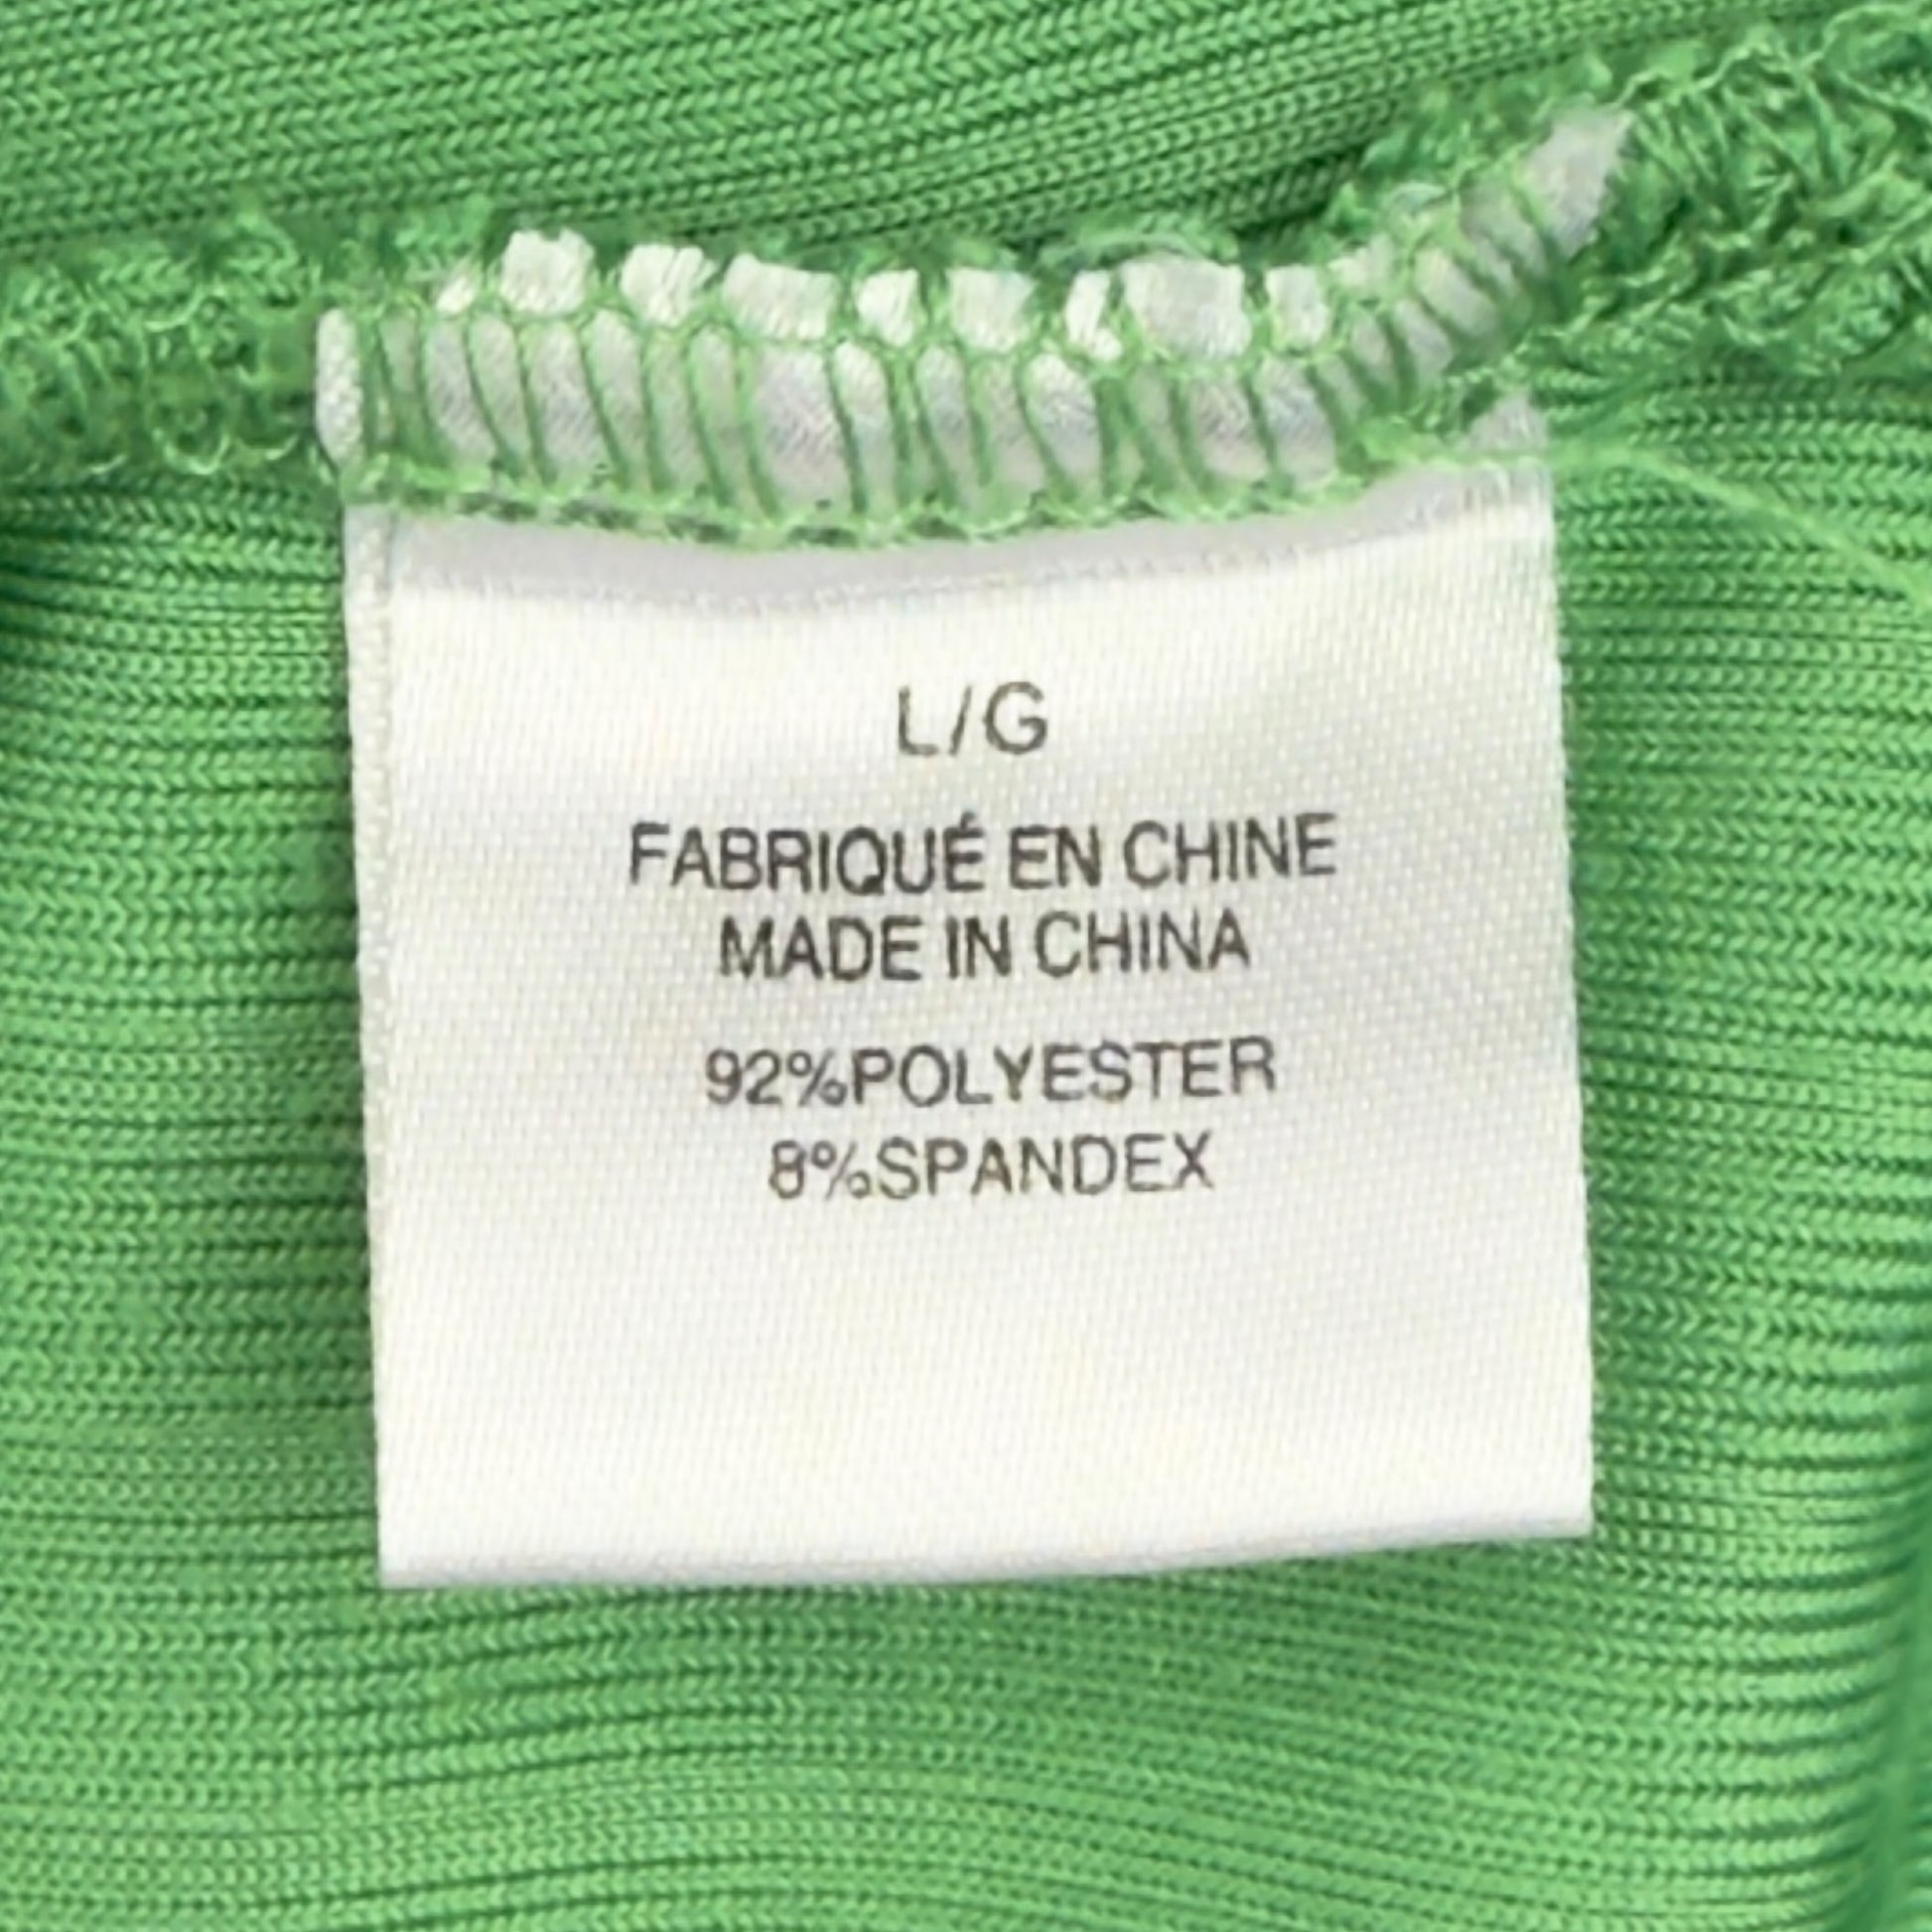 L/G
FABRIQUÉ EN CHINE
MADE IN CHINA
92%POLYESTER
8%SPANDEX